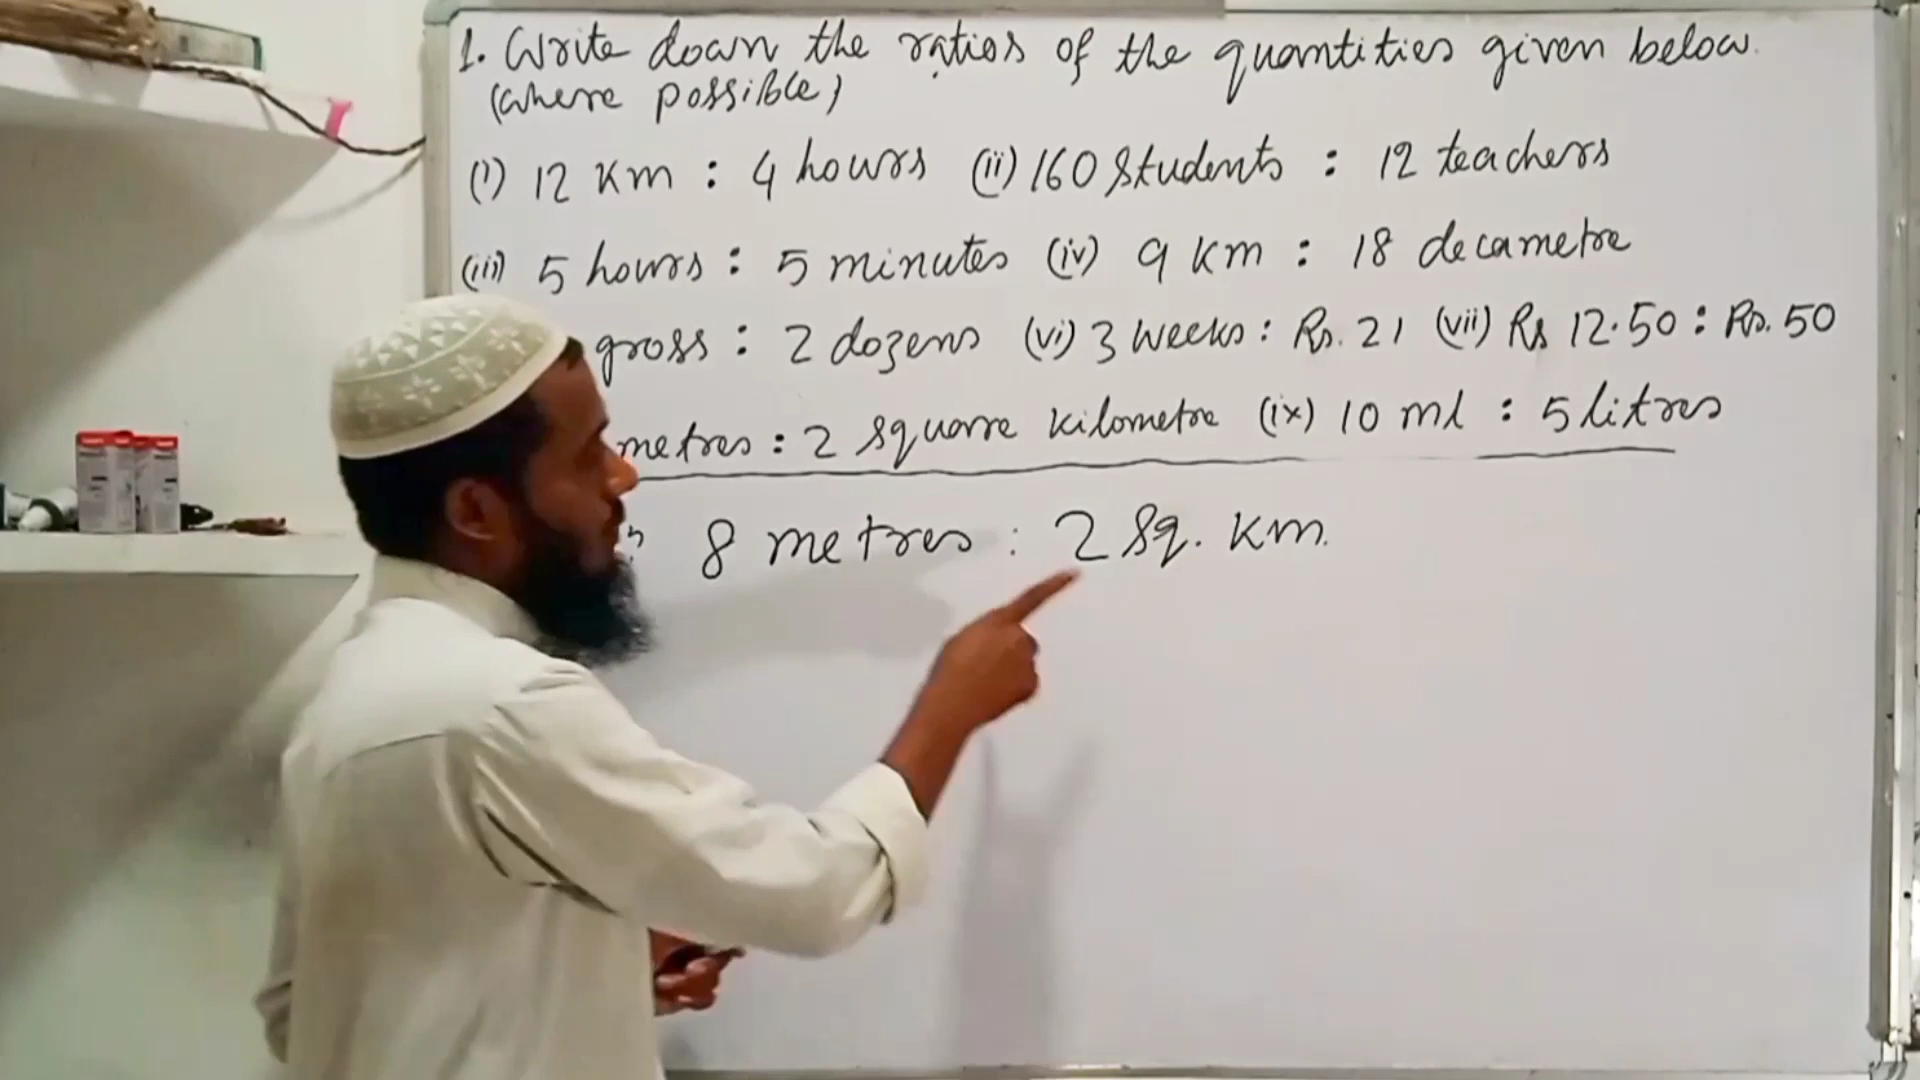 1. Write down the ratios of the quantities given below.
(where possible)
(i) 12 Km : 4 hours (ii) 160 Students : 12 teachers
(iii) 5 hours : 5 minutes (iv) 9 Km : 18 decametre
gross : 2 dozens (vi) 3 weeks : Rs. 21 (vii) Rs 12.50 : Rs. 50
metres : 2 square kilometre (ix) 10 ml : 5 litres
8 metres : 2 Sq. Km.